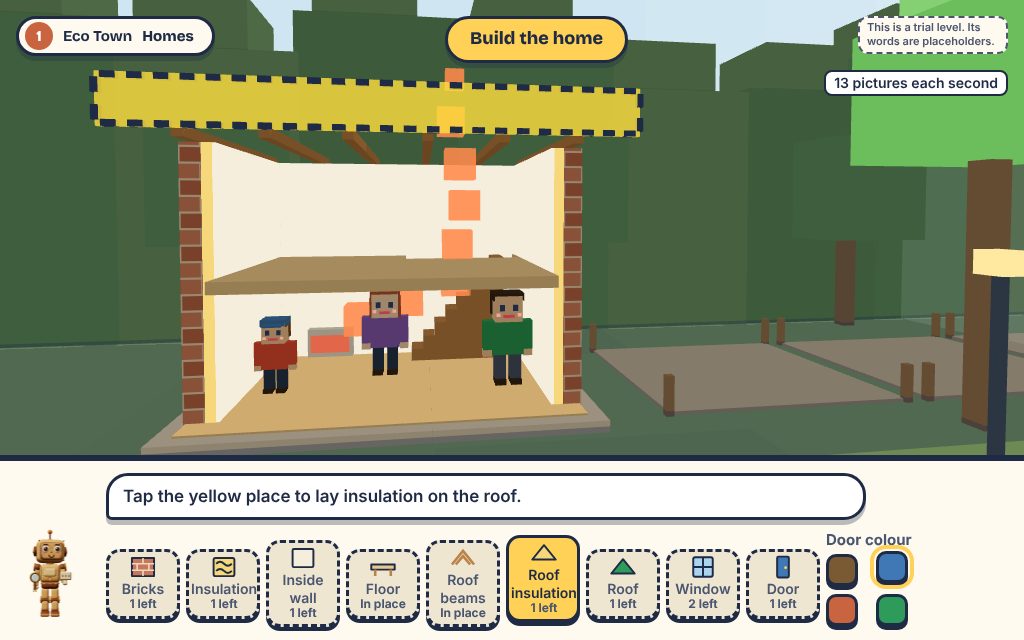 1 Eco Town Homes
Build the home
This is a trial level. Its
words are placeholders.
13 pictures each second
Tap the yellow place to lay insulation on the roof.
Door colour
Bricks
1 left
Insulation
1 left
Inside
wall
1 left
Floor
In place
Roof
beams
In place
Roof
insulation
1 left
Roof
1 left
Window
2 left
Door
1 left